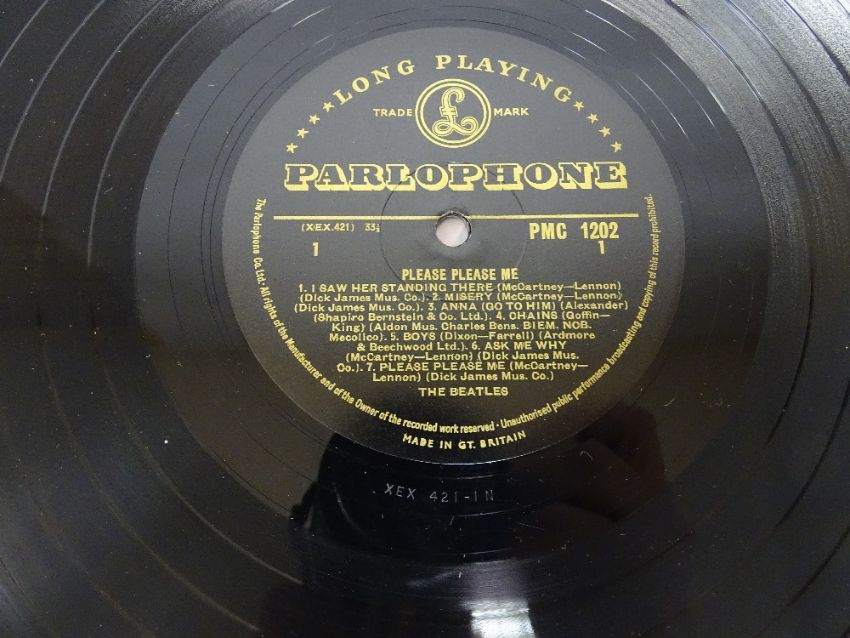 ★★★★LONG PLAYING★★★★
TRADE £ MARK
PARLOPHONE
(XEX.421) 33⅓ PMC 1202
1 1
PLEASE PLEASE ME
1. I SAW HER STANDING THERE (McCartney—Lennon)
(Dick James Mus. Co.). 2. MISERY (McCartney—Lennon)
(Dick James Mus. Co.). 3. ANNA (GO TO HIM) (Alexander)
(Shapiro Bernstein & Co. Ltd.). 4. CHAINS (Goffin—
King) (Aldon Mus. Charles Bens. BIEM. NCB.
Mecolico). 5. BOYS (Dixon—Farrell) (Ardmore
& Beechwood Ltd.). 6. ASK ME WHY
(McCartney—Lennon) (Dick James Mus.
Co.). 7. PLEASE PLEASE ME (McCartney—
Lennon) (Dick James Mus. Co.)
THE BEATLES
The Parlophone Co. Ltd. · All rights of the Manufacturer and of the Owner of the recorded work reserved · Unauthorised public performance broadcasting and copying of this record prohibited.
MADE IN GT. BRITAIN
XEX 421-1N